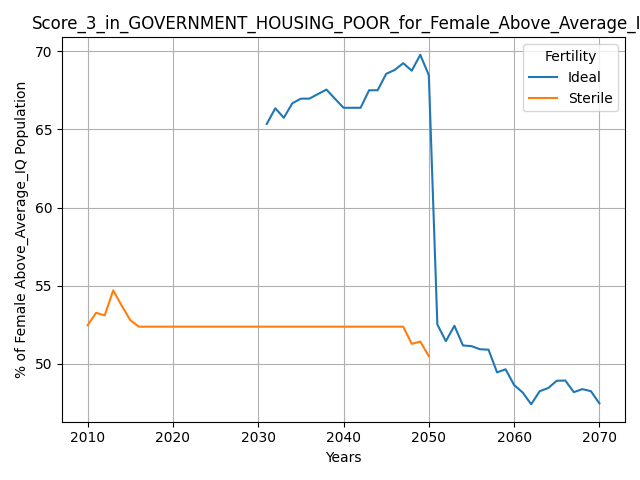 Score_3_in_GOVERNMENT_HOUSING_POOR_for_Female_Above_Average_I
70
65
60
55
50
% of Female Above_Average_IQ Population
Fertility
Ideal
Sterile
2010 2020 2030 2040 2050 2060 2070
Years